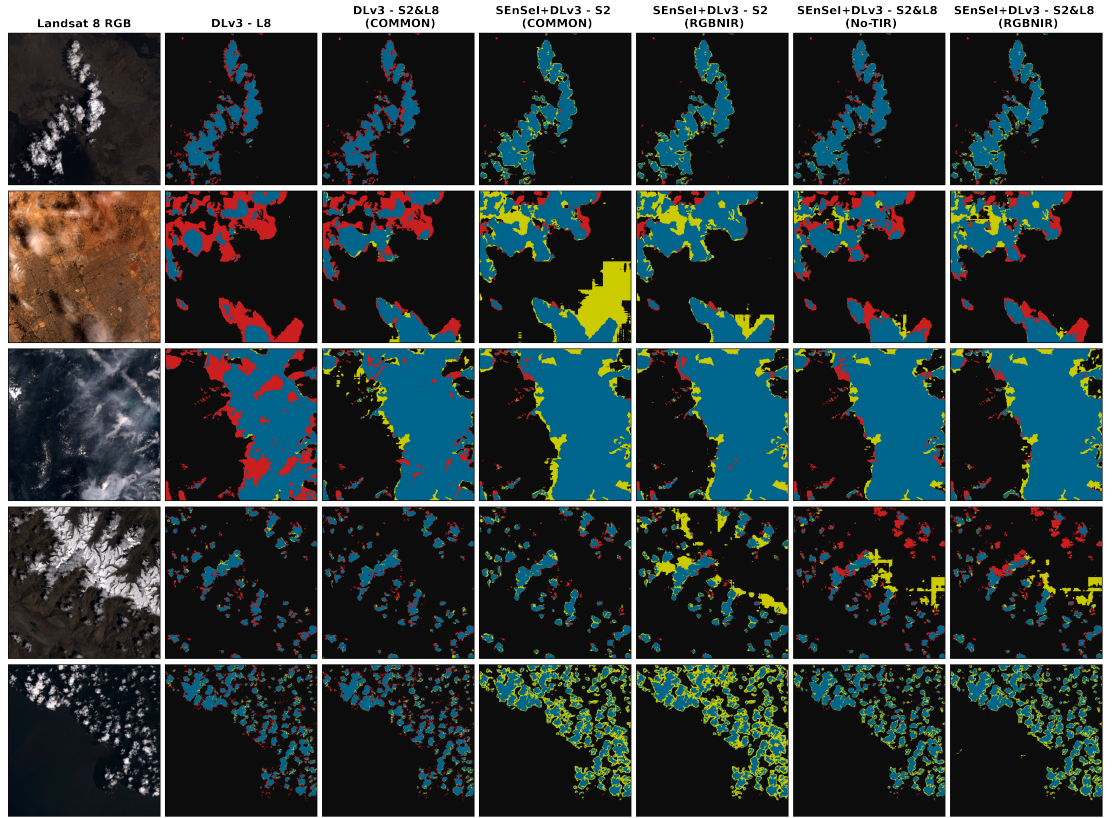 Landsat 8 RGB
DLv3 - L8
DLv3 - S2&L8
(COMMON)
SEnSeI+DLv3 - S2
(COMMON)
SEnSeI+DLv3 - S2
(RGBNIR)
SEnSeI+DLv3 - S2&L8
(No-TIR)
SEnSeI+DLv3 - S2&L8
(RGBNIR)